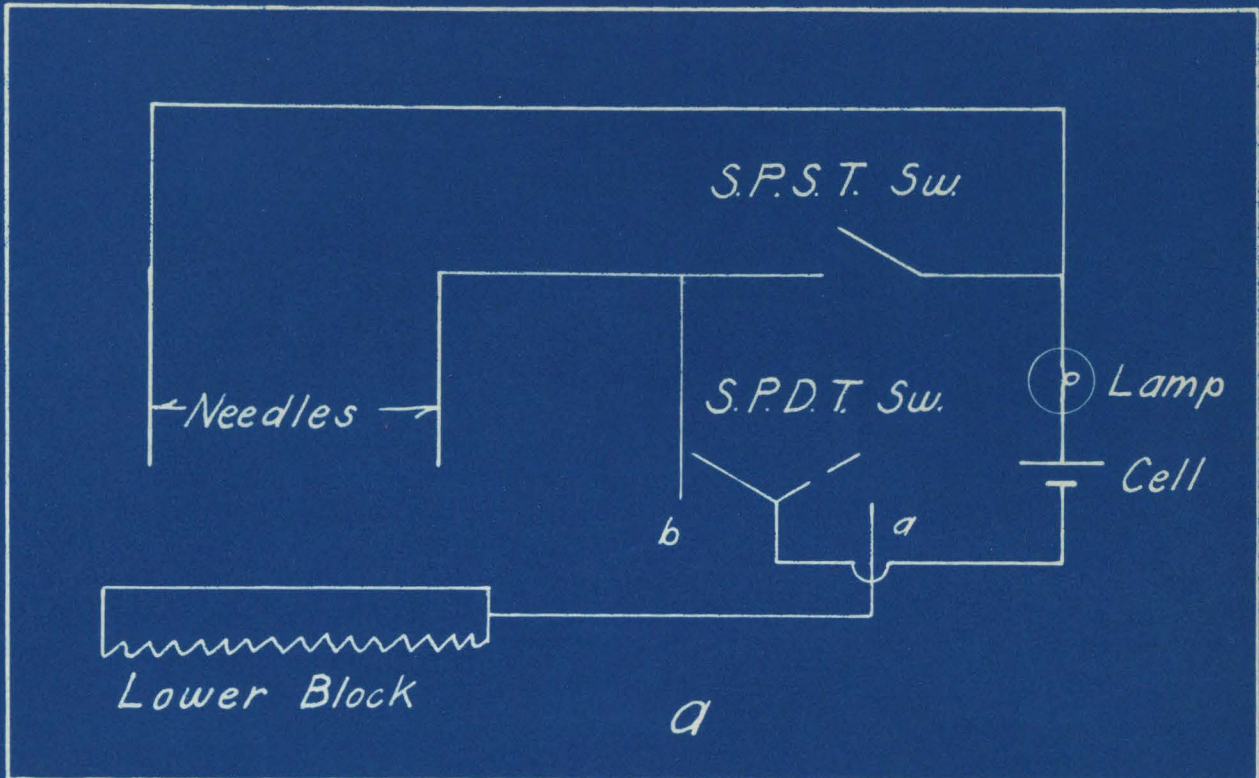 S.P.S.T. Sw.
Needles
S.P.D.T. Sw.
Lamp
Cell
b
a
Lower Block
a